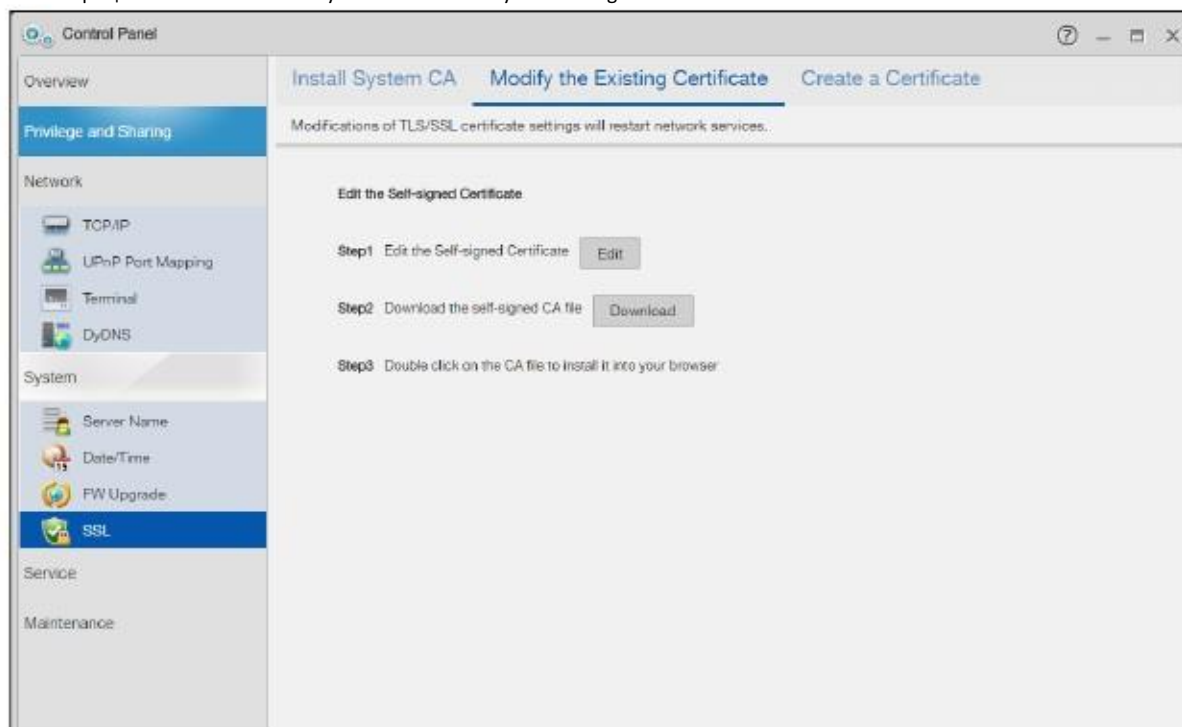 Control Panel
Overview
Privilege and Sharing
Network
TCP/IP
UPnP Port Mapping
Terminal
DyDNS
System
Server Name
Date/Time
FW Upgrade
SSL
Service
Maintenance
Install System CA Modify the Existing Certificate Create a Certificate
Modifications of TLS/SSL certificate settings will restart network services.
Edit the Self-signed Certificate
Step1 Edit the Self-signed Certificate Edit
Step2 Download the self-signed CA file Download
Step3 Double click on the CA file to install it into your browser